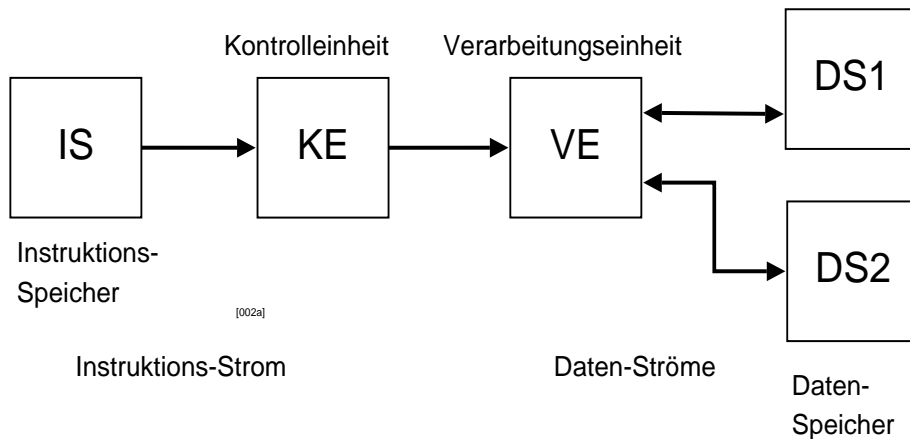 Kontrolleinheit
Verarbeitungseinheit
DS1
IS
KE
VE
DS2
Instruktions-
Speicher
[002a]
Instruktions-Strom
Daten-Ströme
Daten-
Speicher